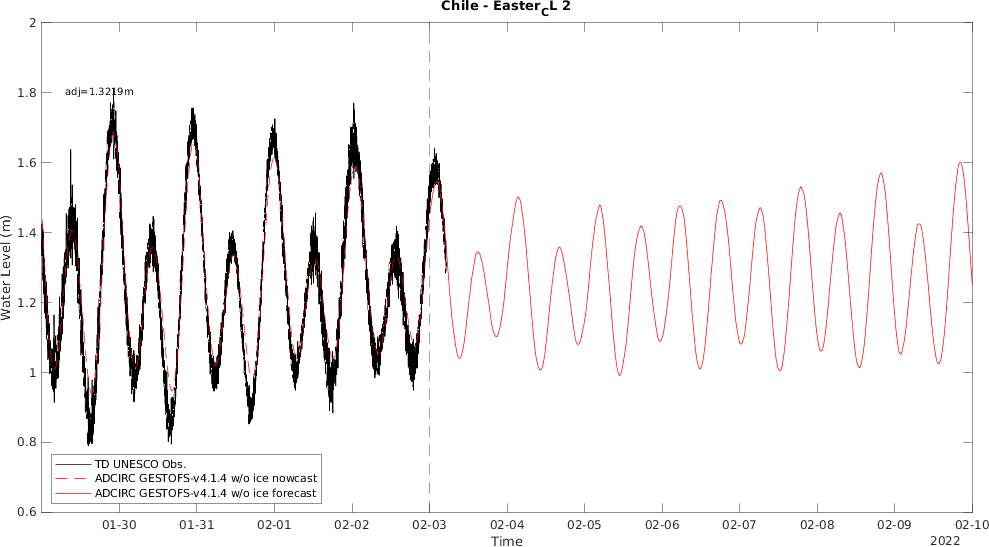 Chile - Easter_CL 2
2
1.8
1.6
1.4
1.2
1
0.8
0.6
Water Level (m)
adj=1.3219m
TD UNESCO Obs.
ADCIRC GESTOFS-v4.1.4 w/o ice nowcast
ADCIRC GESTOFS-v4.1.4 w/o ice forecast
01-30 01-31 02-01 02-02 02-03 02-04 02-05 02-06 02-07 02-08 02-09 02-10
Time
2022